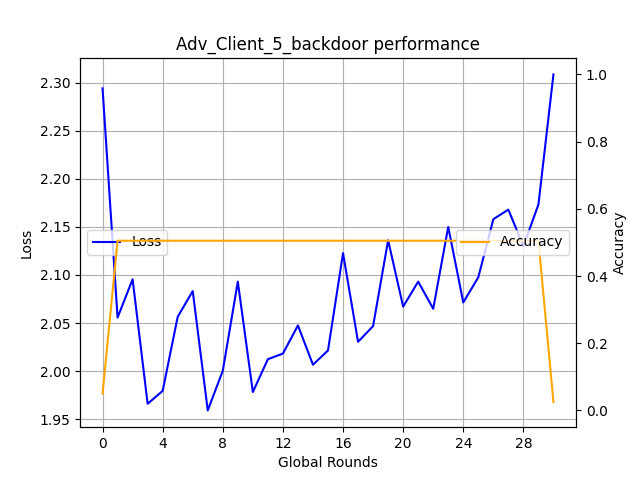 Adv_Client_5_backdoor performance
2.30
2.25
2.20
2.15
2.10
2.05
2.00
1.95
Loss
Loss
Accuracy
1.0
0.8
0.6
0.4
0.2
0.0
Accuracy
0 4 8 12 16 20 24 28
Global Rounds